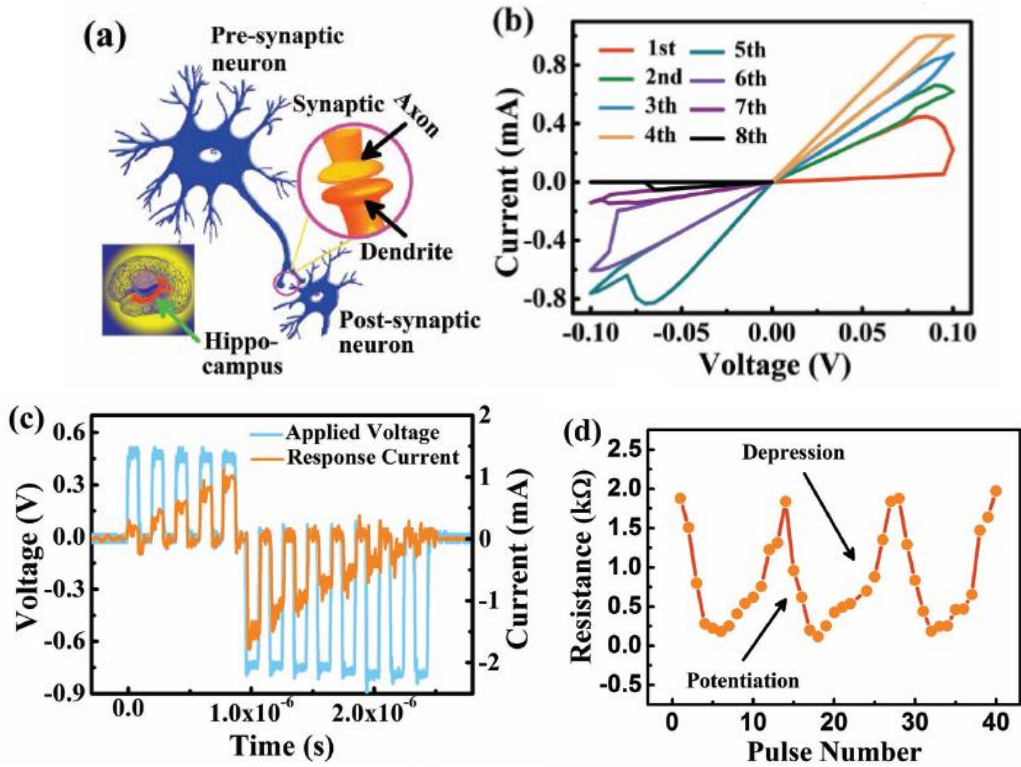 (a)
Pre-synaptic
neuron
Synaptic
Axon
Dendrite
Hippo-
campus
Post-synaptic
neuron
(b)
Current (mA)
0.8
0.4
0.0
-0.4
-0.8
1st
2nd
3th
4th
5th
6th
7th
8th
-0.10
-0.05
0.00
0.05
0.10
Voltage (V)
(c)
Voltage (V)
0.6
0.3
0.0
-0.3
-0.6
-0.9
Applied Voltage
Response Current
2
1
0
-1
-2
Current (mA)
0.0
1.0x10-6
2.0x10-6
Time (s)
(d)
Resistance (kΩ)
2.5
2.0
1.5
1.0
0.5
0.0
-0.5
Depression
Potentiation
0
10
20
30
40
Pulse Number